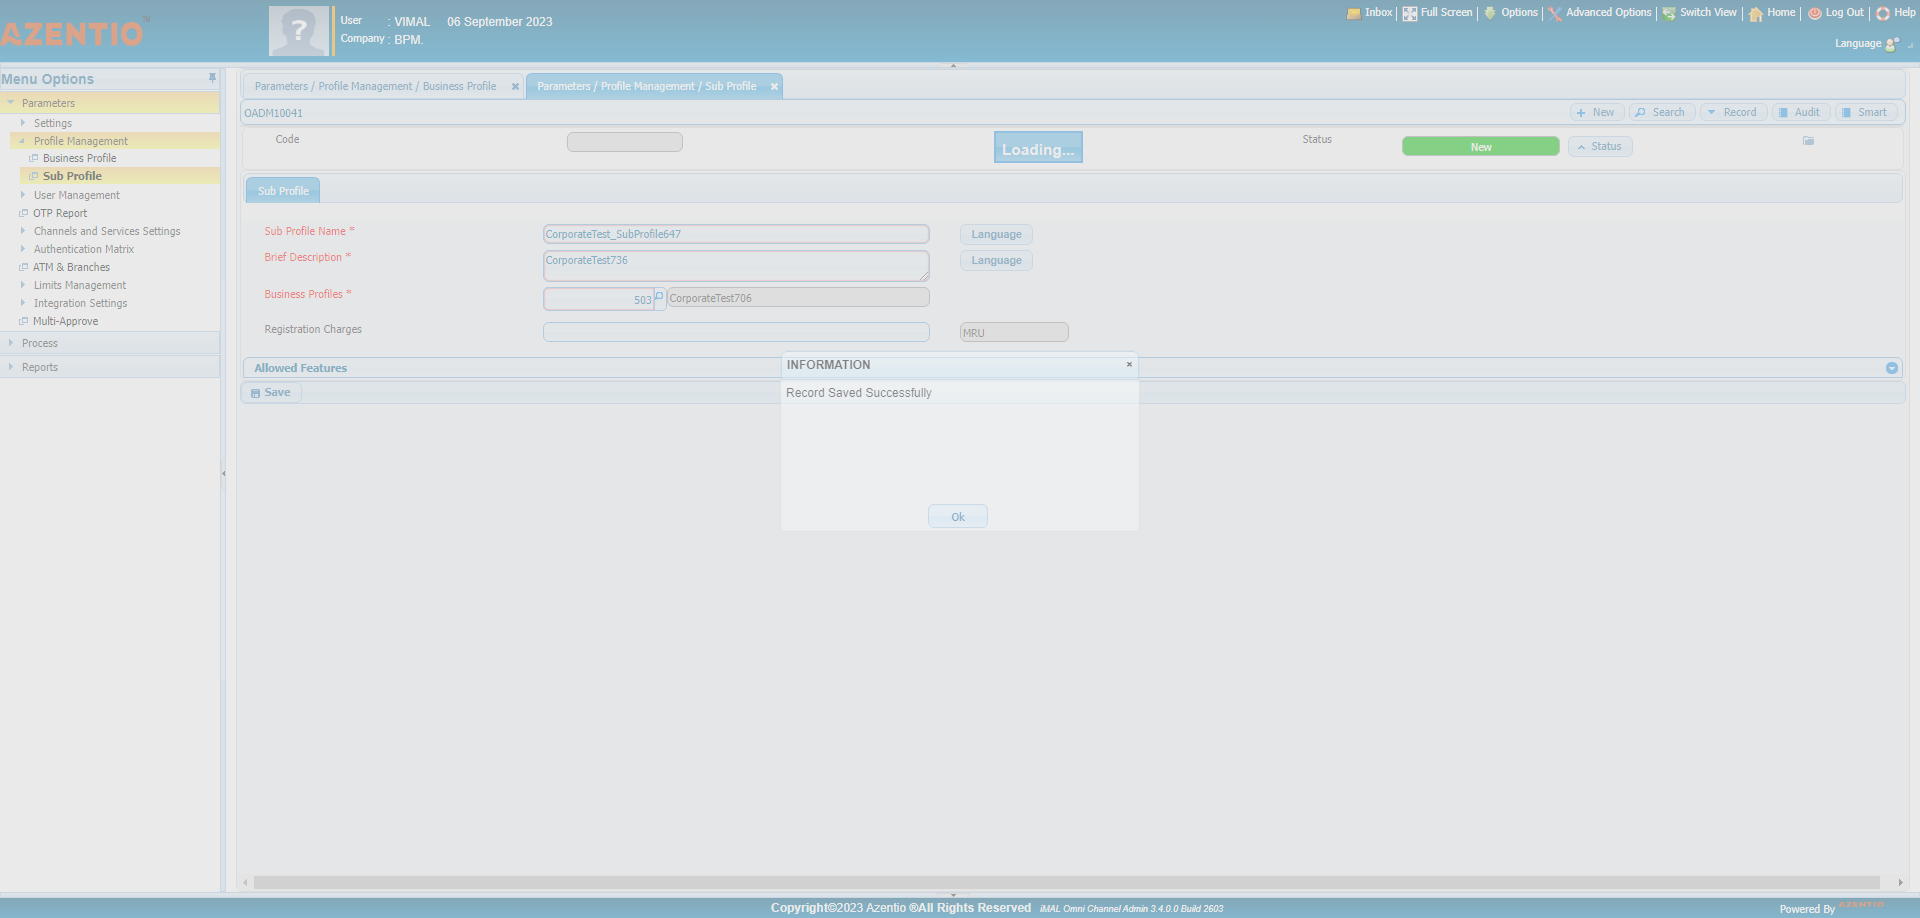 AZENTIO™
User : VIMAL 06 September 2023
Company : BPM.
Inbox Full Screen Options Advanced Options Switch View Home Log Out Help
Language
Menu Options
Parameters
Settings
Profile Management
Business Profile
Sub Profile
User Management
OTP Report
Channels and Services Settings
Authentication Matrix
ATM & Branches
Limits Management
Integration Settings
Multi-Approve
Process
Reports
Parameters / Profile Management / Business Profile Parameters / Profile Management / Sub Profile
OADM10041 New Search Record Audit Smart
Code Loading... Status New Status
Sub Profile
Sub Profile Name * CorporateTest_SubProfile647 Language
Brief Description * CorporateTest736 Language
Business Profiles * 503 CorporateTest706
Registration Charges MRU
Allowed Features
Save
INFORMATION
Record Saved Successfully
Ok
Copyright©2023 Azentio ®All Rights Reserved iMAL Omni Channel Admin 3.4.0.0 Build 2603
Powered By AZENTIO